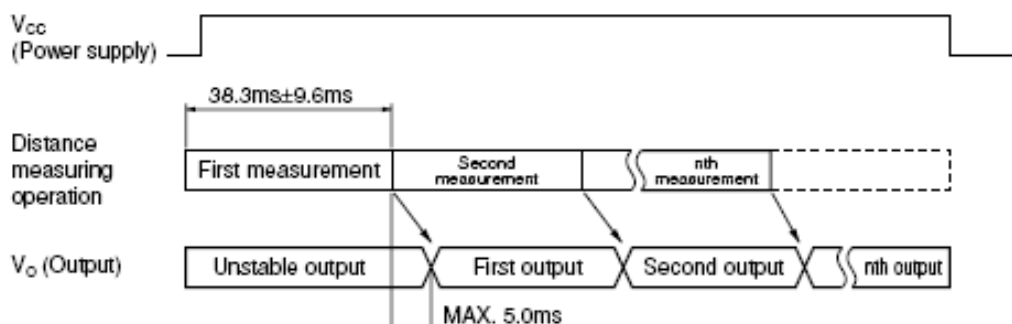 Vcc
(Power supply)
38.3ms±9.6ms
Distance
measuring
operation
First measurement
Second
measurement
nth
measurement
Vo (Output)
Unstable output
First output
Second output
nth output
MAX. 5.0ms